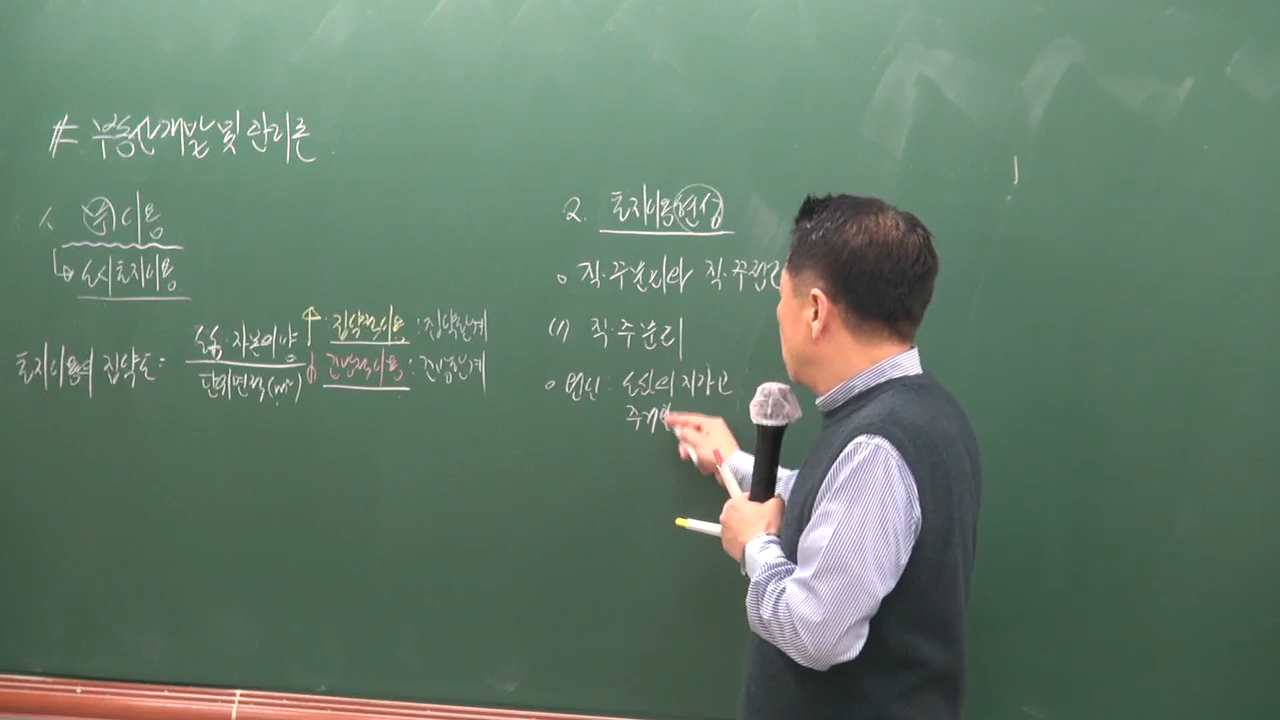 # 부동산개발 및 관리론
1. 부 이용
도시토지이용
토지이용의 집약도 =
노동·자본의 양
단위면적(m²)
집약적이용 : 집약한계
조방적이용 : 조방한계
2. 토지이용현상
o 직·주분리와 직·주접근
(1) 직·주분리
o 원인 : 도심의 지가고
주거환